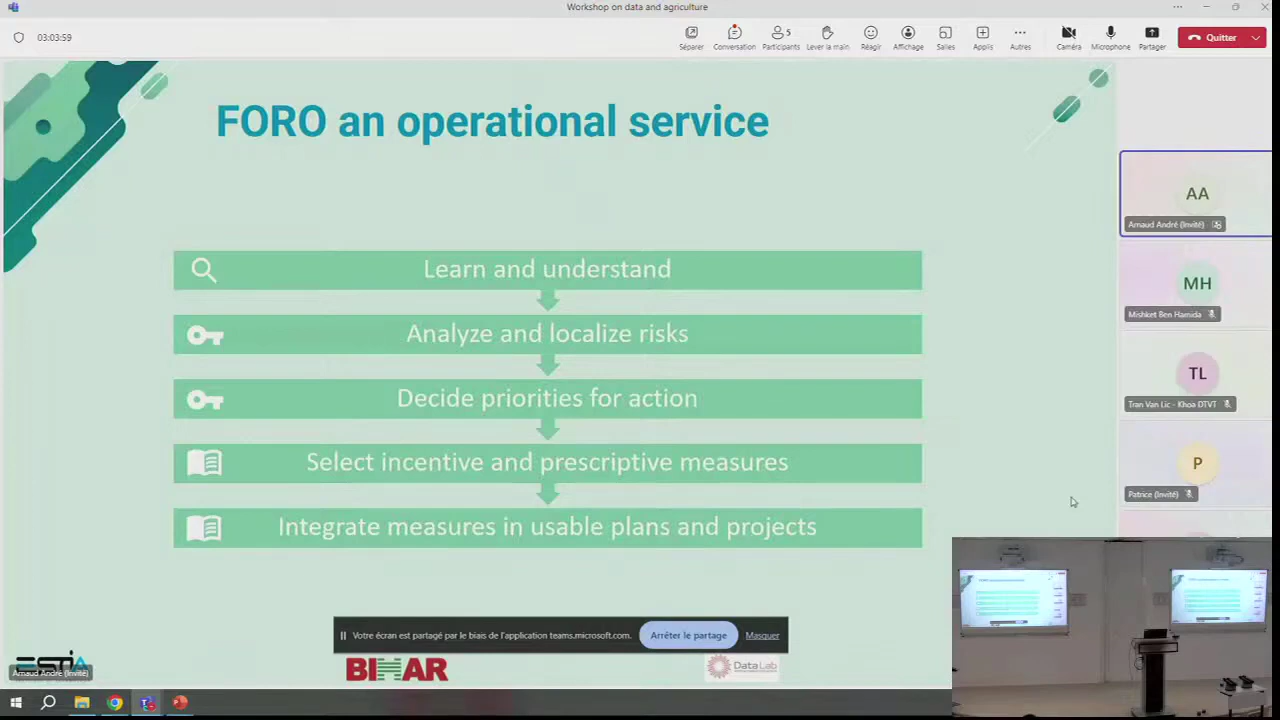 Workshop on data and agriculture
03:03:59
Séparer
Conversation
5
Participants
Lever la main
Réagir
Affichage
Salles
Applis
Autres
Caméra
Microphone
Partager
Quitter
FORO an operational service
Learn and understand
Analyze and localize risks
Decide priorities for action
Select incentive and prescriptive measures
Integrate measures in usable plans and projects
AA
Arnaud André (Invité)
MH
Mishket Ben Hamida
TL
Tran Van Lic - Khoa ĐTVT
P
Patrice (Invité)
Votre écran est partagé par le biais de l'application teams.microsoft.com.
Arrêter le partage
Masquer
ESTIA
Arnaud André (Invité)
BIHAR
DataLab